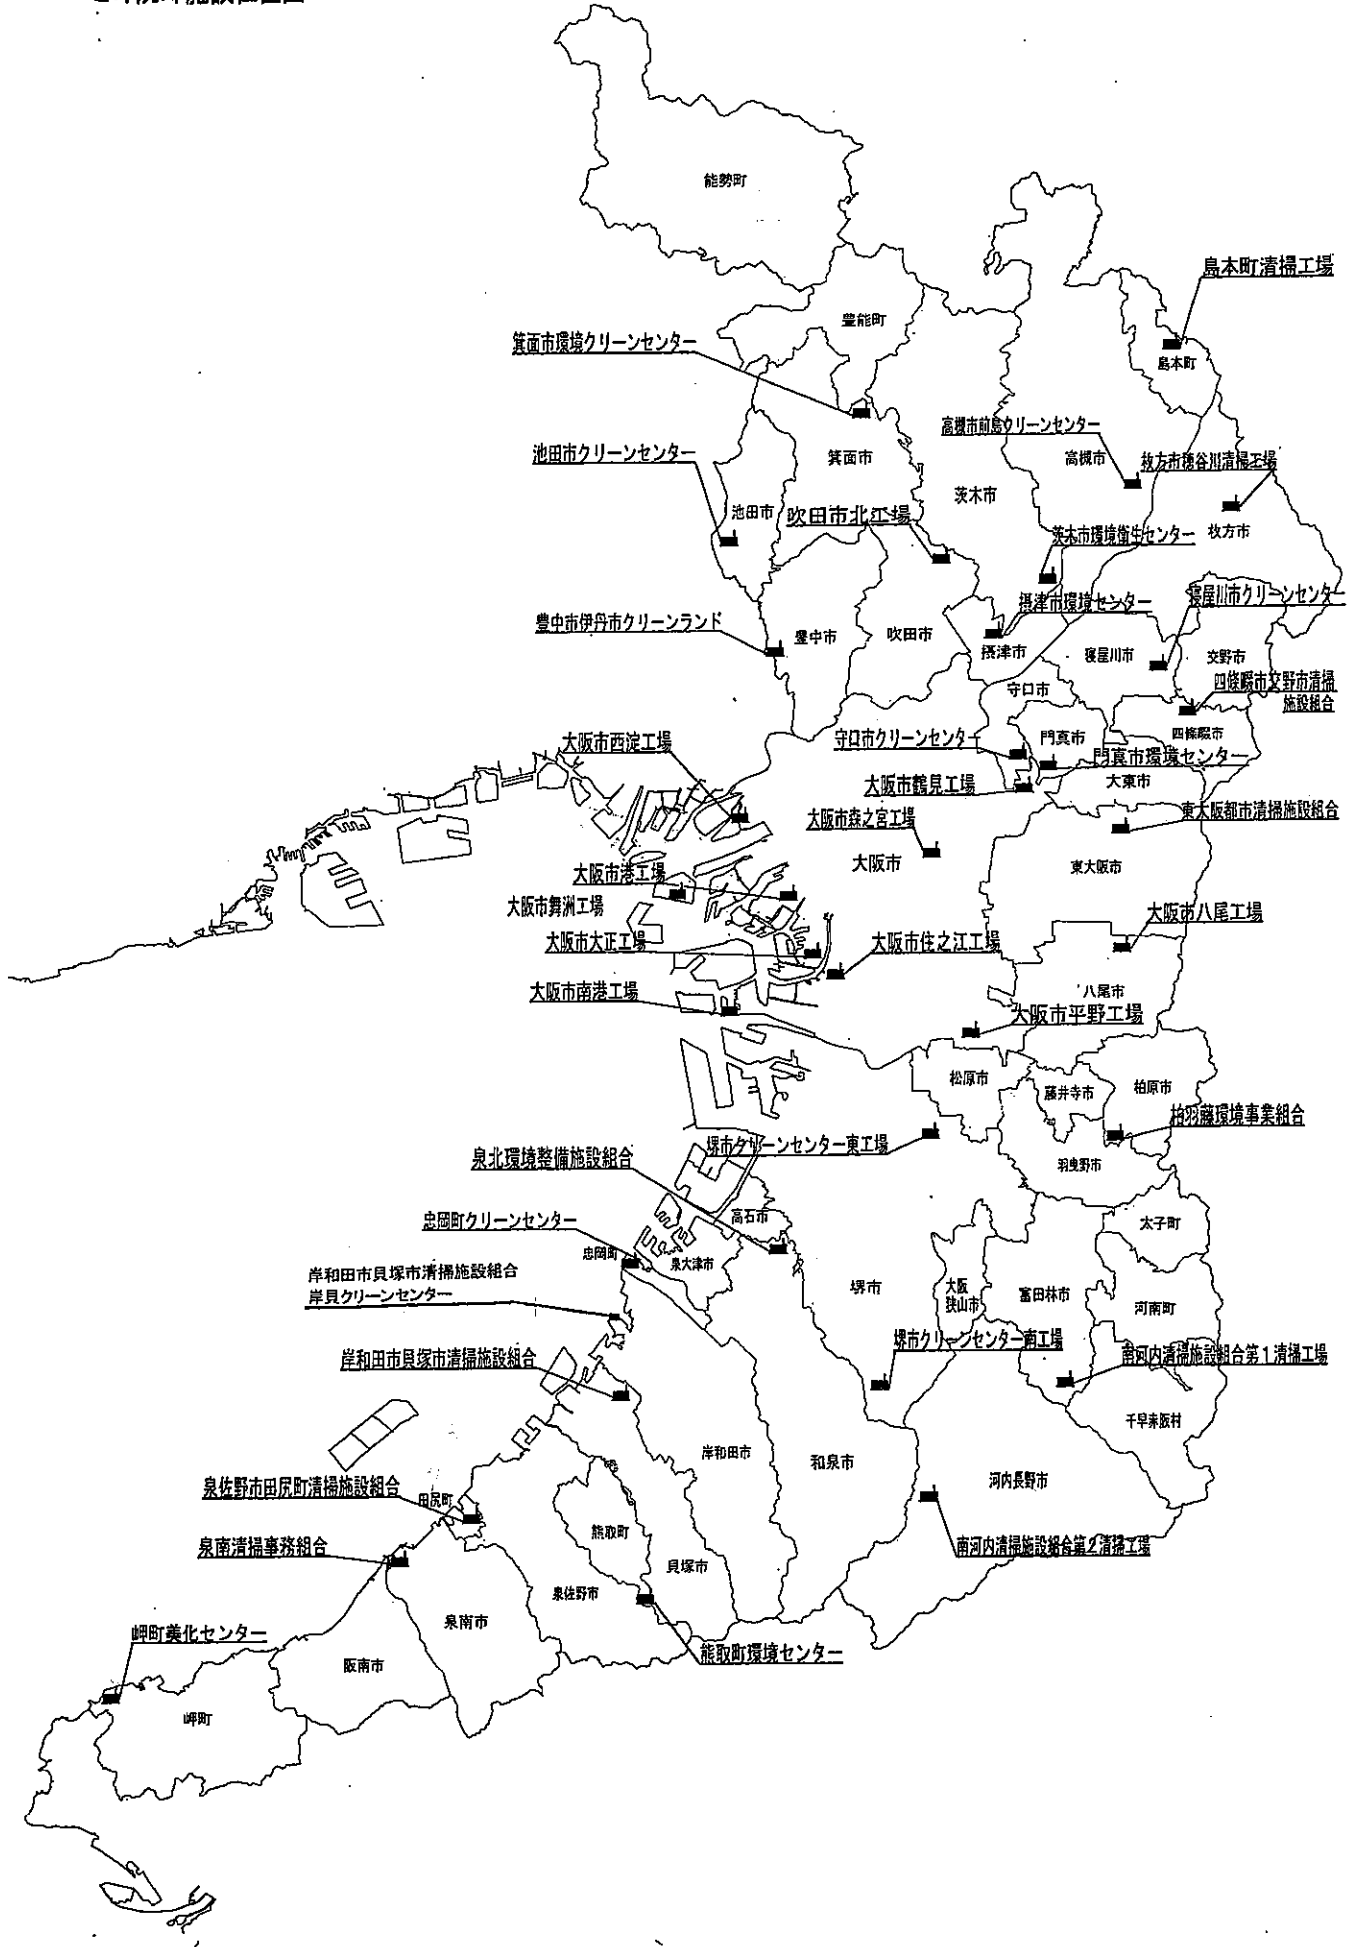 能勢町
島本町清掃工場
豊能町
箕面市環境クリーンセンター
島本町
高槻市前島クリーンセンター
池田市クリーンセンター
箕面市
高槻市
枚方市穂谷川清掃工場
茨木市
池田市
吹田市北工場
茨木市環境衛生センター
枚方市
寝屋川市クリーンセンター
摂津市環境センター
豊中市伊丹市クリーンランド
豊中市
吹田市
摂津市
寝屋川市
交野市
守口市
四條畷市交野市清掃
施設組合
大阪市西淀工場
守口市クリーンセンター
門真市
四條畷市
門真市環境センター
大阪市鶴見工場
大東市
大阪市森之宮工場
東大阪都市清掃施設組合
大阪市
東大阪市
大阪市港工場
大阪市舞洲工場
大阪市八尾工場
大阪市大正工場
大阪市住之江工場
大阪市南港工場
八尾市
大阪市平野工場
松原市
藤井寺市
柏原市
柏羽藤環境事業組合
堺市クリーンセンター東工場
泉北環境整備施設組合
羽曳野市
高石市
太子町
忠岡町クリーンセンター
忠岡町
泉大津市
岸和田市貝塚市清掃施設組合
岸貝クリーンセンター
堺市
大阪
狭山市
富田林市
河南町
岸和田市貝塚市清掃施設組合
堺市クリーンセンター南工場
南河内清掃施設組合第1清掃工場
千早赤阪村
岸和田市
和泉市
河内長野市
泉佐野市田尻町清掃施設組合
田尻町
熊取町
泉南清掃事務組合
南河内清掃施設組合第2清掃工場
貝塚市
泉佐野市
泉南市
岬町美化センター
熊取町環境センター
阪南市
岬町